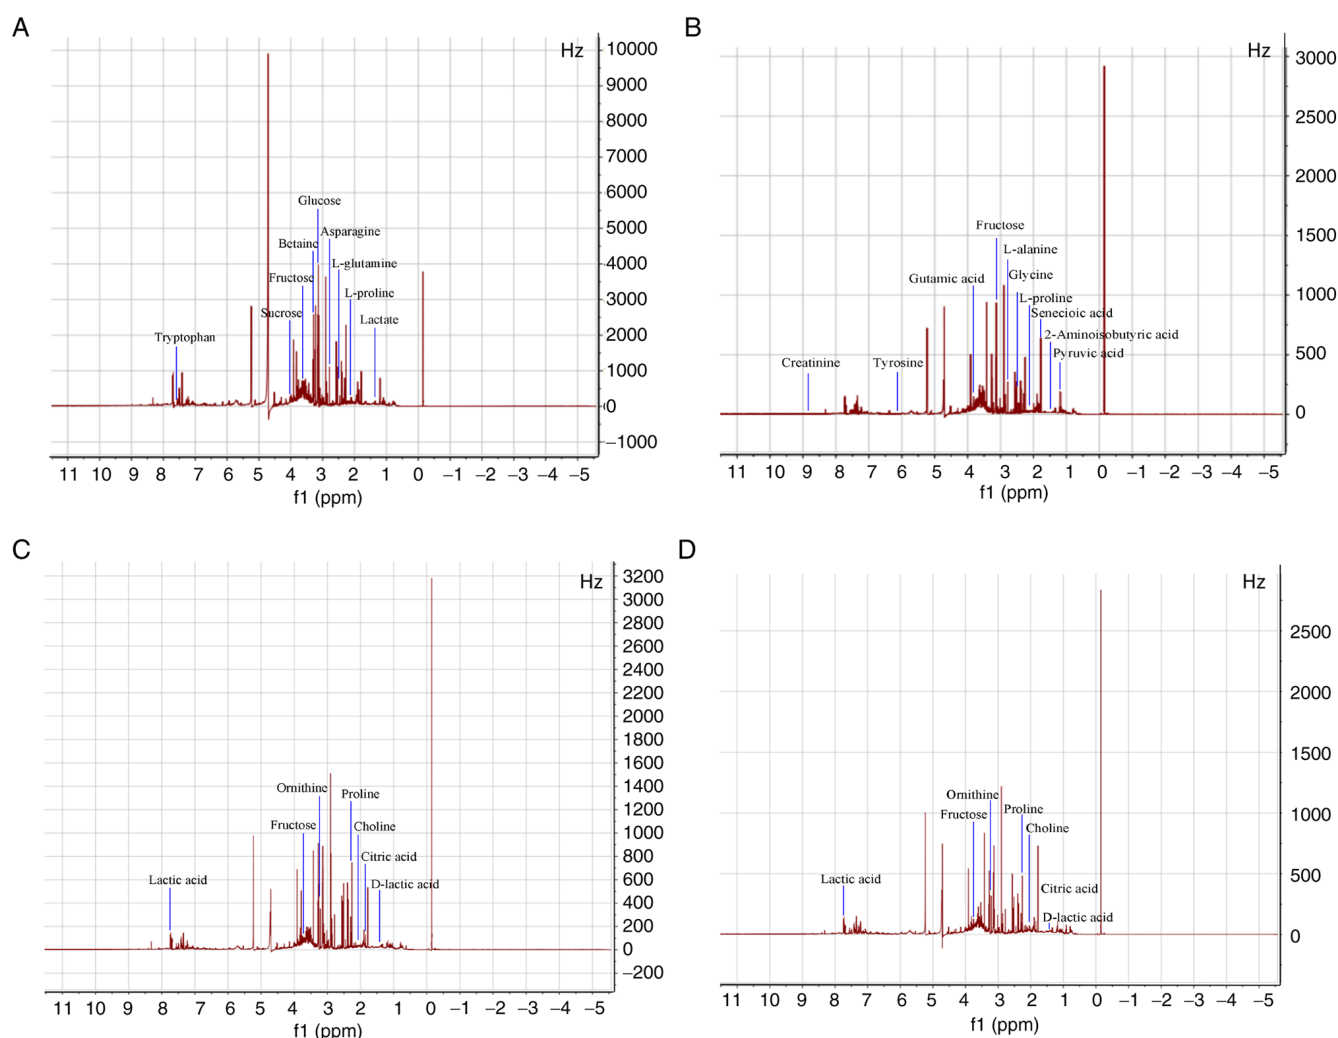 A
Hz
10000
9000
8000
7000
6000
5000
4000
3000
2000
1000
0
−1000
Glucose
Asparagine
Betaine
L-glutamine
Fructose
L-proline
Sucrose
Lactate
Tryptophan
11 10 9 8 7 6 5 4 3 2 1 0 −1 −2 −3 −4 −5
f1 (ppm)
B
Hz
3000
2500
2000
1500
1000
500
0
Fructose
L-alanine
Gutamic acid
Glycine
L-proline
Senecioic acid
2-Aminoisobutyric acid
Pyruvic acid
Creatinine
Tyrosine
11 10 9 8 7 6 5 4 3 2 1 0 −1 −2 −3 −4 −5
f1 (ppm)
C
Hz
3200
3000
2800
2600
2400
2200
2000
1800
1600
1400
1200
1000
800
600
400
200
0
−200
Ornithine
Proline
Fructose
Choline
Citric acid
Lactic acid
D-lactic acid
11 10 9 8 7 6 5 4 3 2 1 0 −1 −2 −3 −4 −5
f1 (ppm)
D
Hz
2500
2000
1500
1000
500
0
Ornithine
Fructose
Proline
Choline
Lactic acid
Citric acid
D-lactic acid
11 10 9 8 7 6 5 4 3 2 1 0 −1 −2 −3 −4 −5
f1 (ppm)